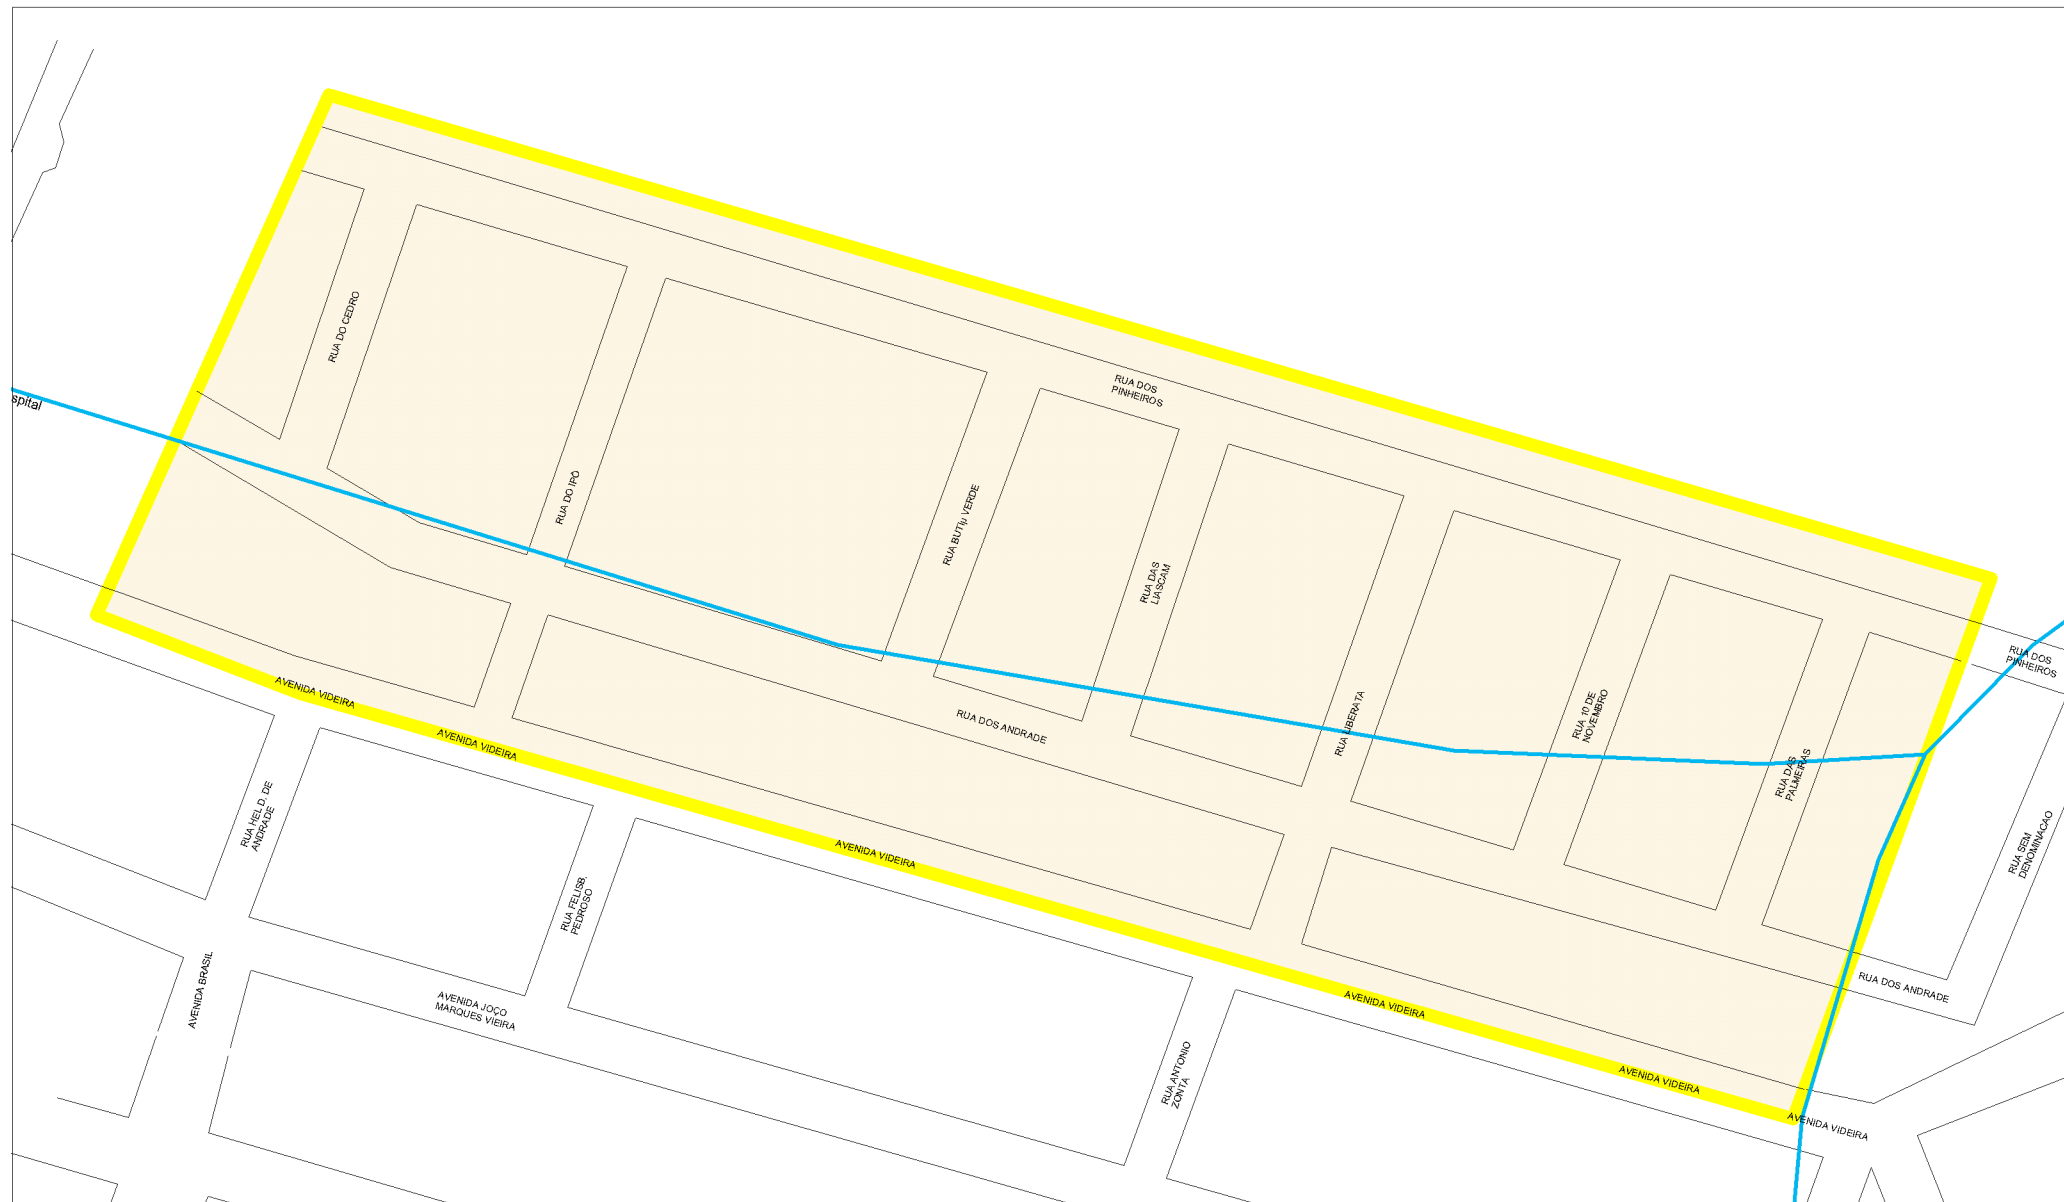 RUA DO CEDRO
RUA DOS
PINHEIROS
spital
RUA DO IPÕ
RUA BUTIµ VERDE
RUA DAS
LIASCAM
RUA DOS
PINHEIROS
AVENIDA VIDEIRA
AVENIDA VIDEIRA
RUA DOS ANDRADE
RUA LIBERATA
RUA 10 DE
NOVEMBRO
RUA DAS
PALMEIRAS
RUA HEL D. DE
ANDRADE
AVENIDA VIDEIRA
RUA SEM
DENOMINACAO
RUA FELISB.
PEDROSO
AVENIDA BRASIL
AVENIDA JOÇO
MARQUES VIEIRA
AVENIDA VIDEIRA
RUA DOS ANDRADE
RUA ANTONIO
ZONTA
AVENIDA VIDEIRA
AVENIDA VIDEIRA